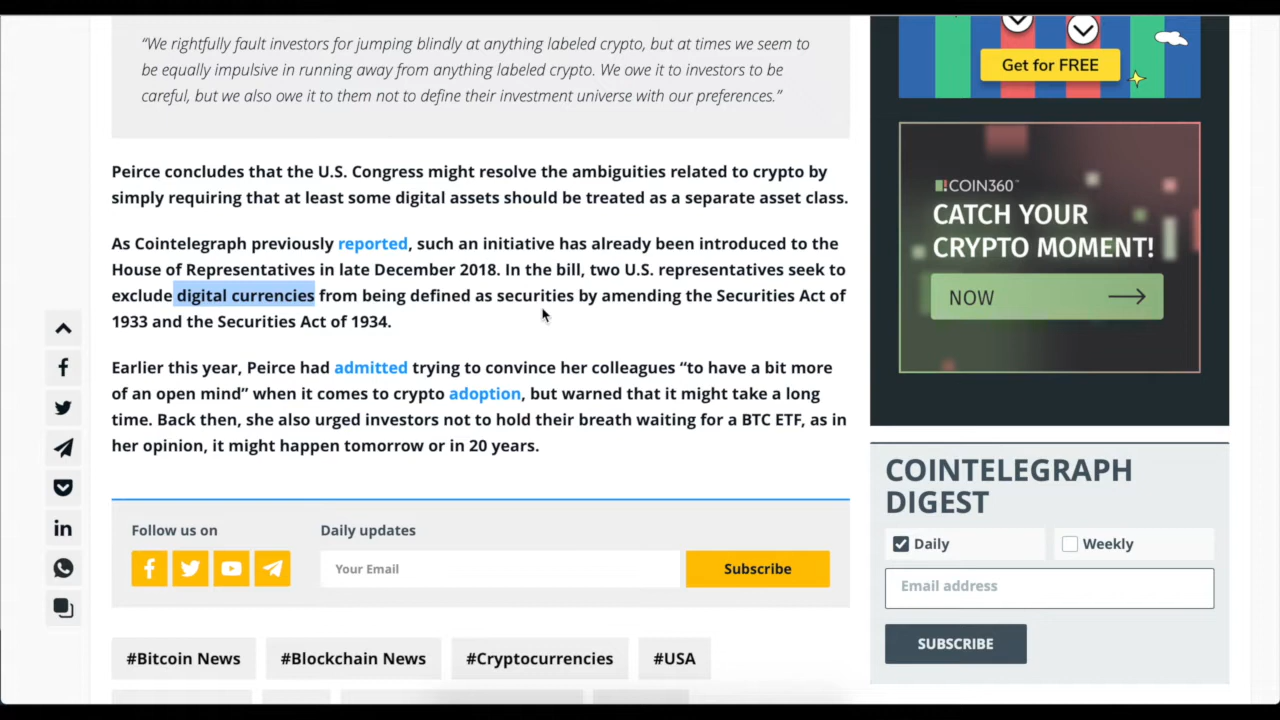 “We rightfully fault investors for jumping blindly at anything labeled crypto, but at times we seem to
be equally impulsive in running away from anything labeled crypto. We owe it to investors to be
careful, but we also owe it to them not to define their investment universe with our preferences.”
Peirce concludes that the U.S. Congress might resolve the ambiguities related to crypto by
simply requiring that at least some digital assets should be treated as a separate asset class.
As Cointelegraph previously reported, such an initiative has already been introduced to the
House of Representatives in late December 2018. In the bill, two U.S. representatives seek to
exclude digital currencies from being defined as securities by amending the Securities Act of
1933 and the Securities Act of 1934.
Earlier this year, Peirce had admitted trying to convince her colleagues “to have a bit more
of an open mind” when it comes to crypto adoption, but warned that it might take a long
time. Back then, she also urged investors not to hold their breath waiting for a BTC ETF, as in
her opinion, it might happen tomorrow or in 20 years.
Follow us on
Daily updates
Your Email
Subscribe
#Bitcoin News
#Blockchain News
#Cryptocurrencies
#USA
Get for FREE
COIN360
CATCH YOUR
CRYPTO MOMENT!
NOW
COINTELEGRAPH
DIGEST
Daily
Weekly
Email address
SUBSCRIBE